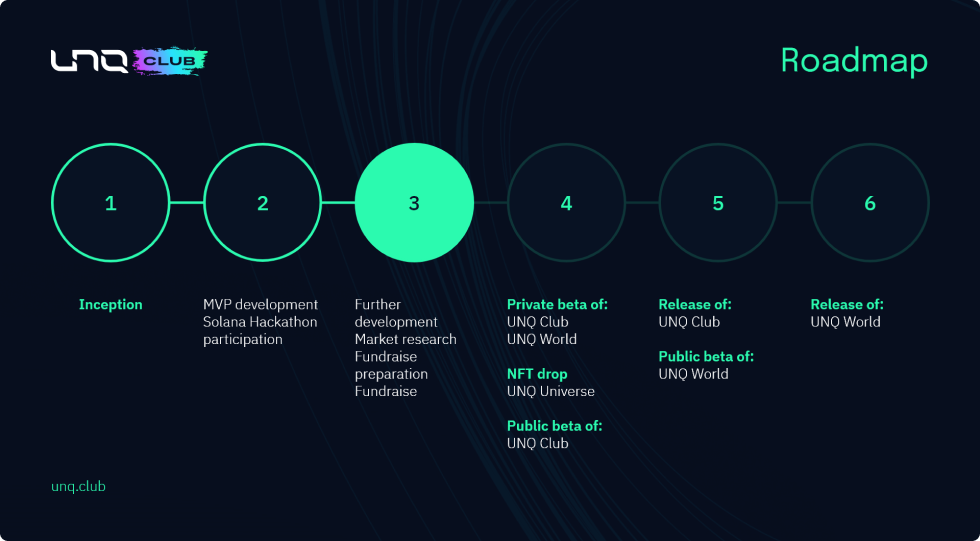 UNQ CLUB
Roadmap
1
2
3
4
5
6
Inception
MVP development
Solana Hackathon
participation
Further
development
Market research
Fundraise
preparation
Fundraise
Private beta of:
UNQ Club
UNQ World
NFT drop
UNQ Universe
Public beta of:
UNQ Club
Release of:
UNQ Club
Public beta of:
UNQ World
Release of:
UNQ World
unq.club